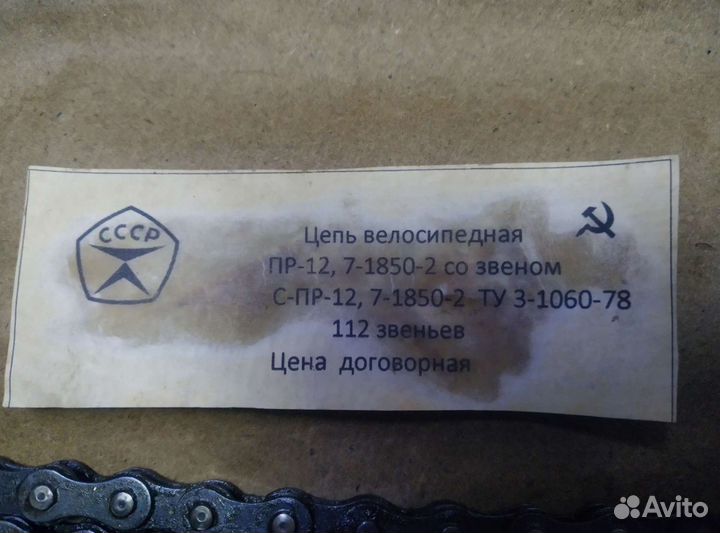 СССР
Цепь велосипедная
ПР-12, 7-1850-2 со звеном
С-ПР-12, 7-1850-2 ТУ 3-1060-78
112 звеньев
Цена договорная
Avito